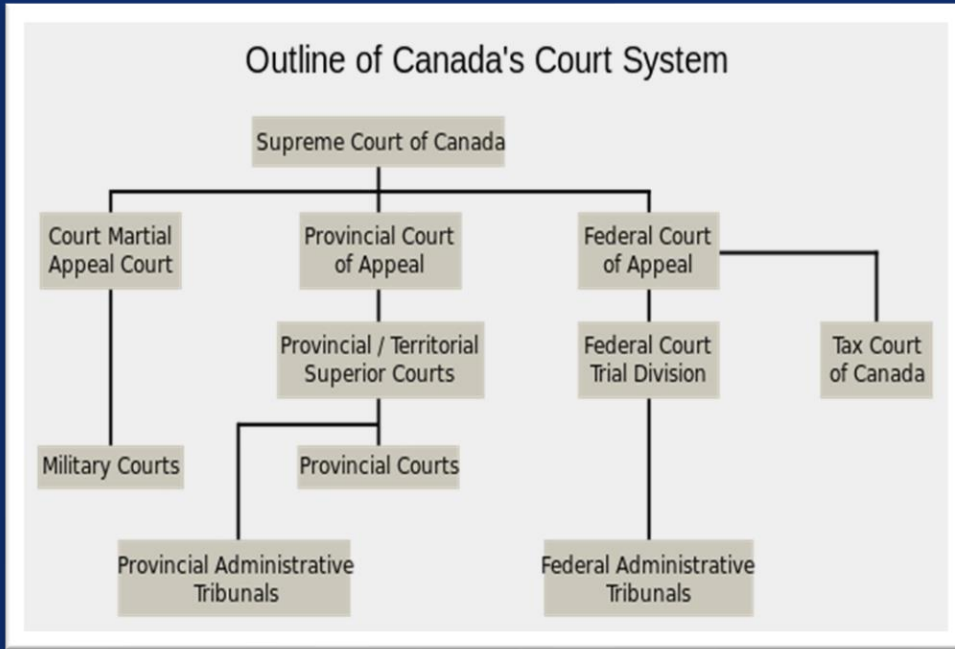 Outline of Canada's Court System
Supreme Court of Canada
Court Martial
Appeal Court
Provincial Court
of Appeal
Federal Court
of Appeal
Provincial / Territorial
Superior Courts
Federal Court
Trial Division
Tax Court
of Canada
Military Courts
Provincial Courts
Provincial Administrative
Tribunals
Federal Administrative
Tribunals